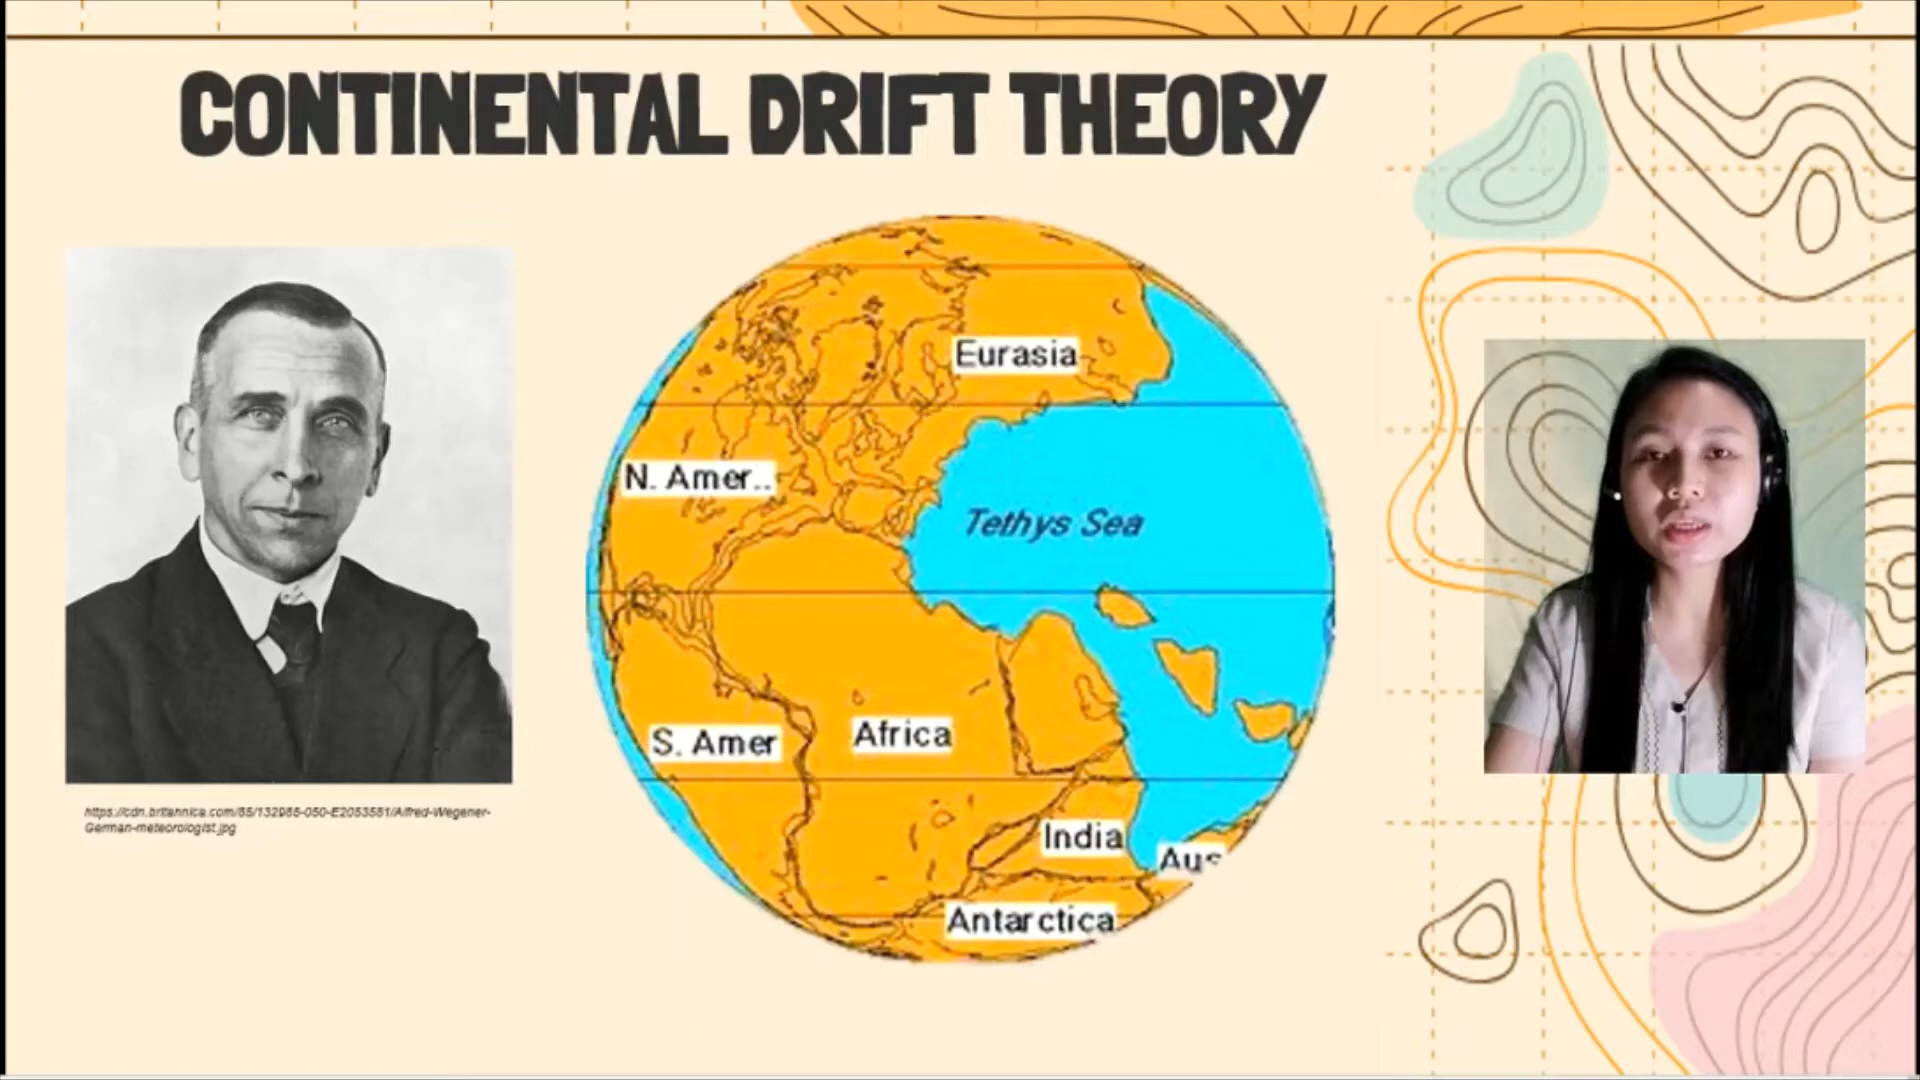 CONTINENTAL DRIFT THEORY
Eurasia
N. Amer..
Tethys Sea
S. Amer
Africa
India
Aus
Antarctica
https://cdn.britannica.com/85/132985-050-E2053581/Alfred-Wegener-
German-meteorologist.jpg